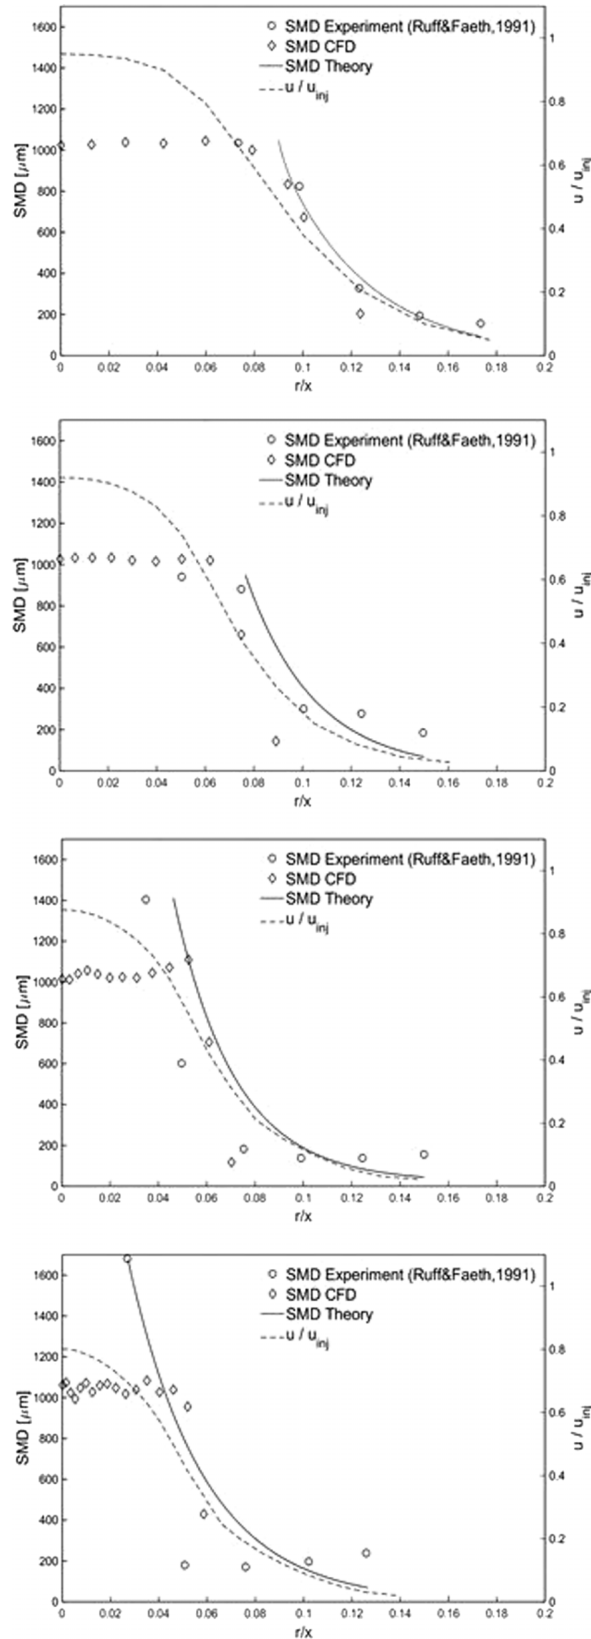 SMD Experiment (Ruff&Faeth,1991)
SMD CFD
SMD Theory
u / u_inj
1600
1400
1200
1000
800
600
400
200
0
SMD [μm]
1
0.8
0.6
0.4
0.2
0
u / u_inj
0 0.02 0.04 0.06 0.08 0.1 0.12 0.14 0.16 0.18 0.2
r/x
SMD Experiment (Ruff&Faeth,1991)
SMD CFD
SMD Theory
u / u_inj
1600
1400
1200
1000
800
600
400
200
0
SMD [μm]
1
0.8
0.6
0.4
0.2
0
u / u_inj
0 0.02 0.04 0.06 0.08 0.1 0.12 0.14 0.16 0.18 0.2
r/x
SMD Experiment (Ruff&Faeth,1991)
SMD CFD
SMD Theory
u / u_inj
1600
1400
1200
1000
800
600
400
200
0
SMD [μm]
1
0.8
0.6
0.4
0.2
0
u / u_inj
0 0.02 0.04 0.06 0.08 0.1 0.12 0.14 0.16 0.18 0.2
r/x
SMD Experiment (Ruff&Faeth,1991)
SMD CFD
SMD Theory
u / u_inj
1600
1400
1200
1000
800
600
400
200
0
SMD [μm]
1
0.8
0.6
0.4
0.2
0
u / u_inj
0 0.02 0.04 0.06 0.08 0.1 0.12 0.14 0.16 0.18 0.2
r/x